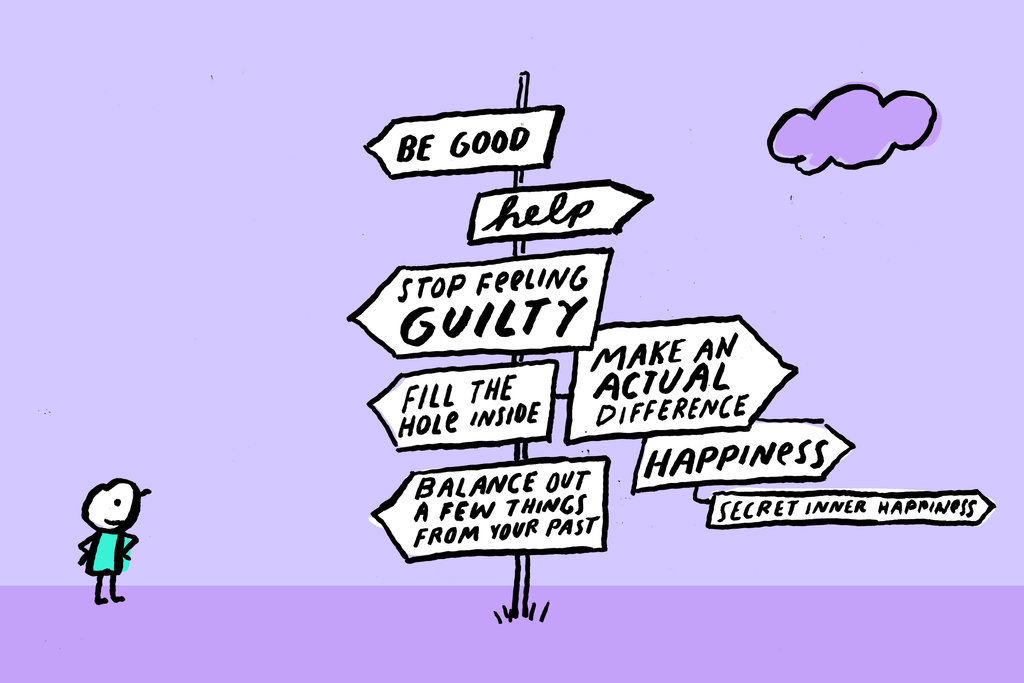 BE GOOD
help
STOP FEELING
GUILTY
MAKE AN
ACTUAL
DIFFERENCE
FILL THE
HOLE INSIDE
HAPPINESS
BALANCE OUT
A FEW THINGS
FROM YOUR PAST
SECRET INNER HAPPINESS